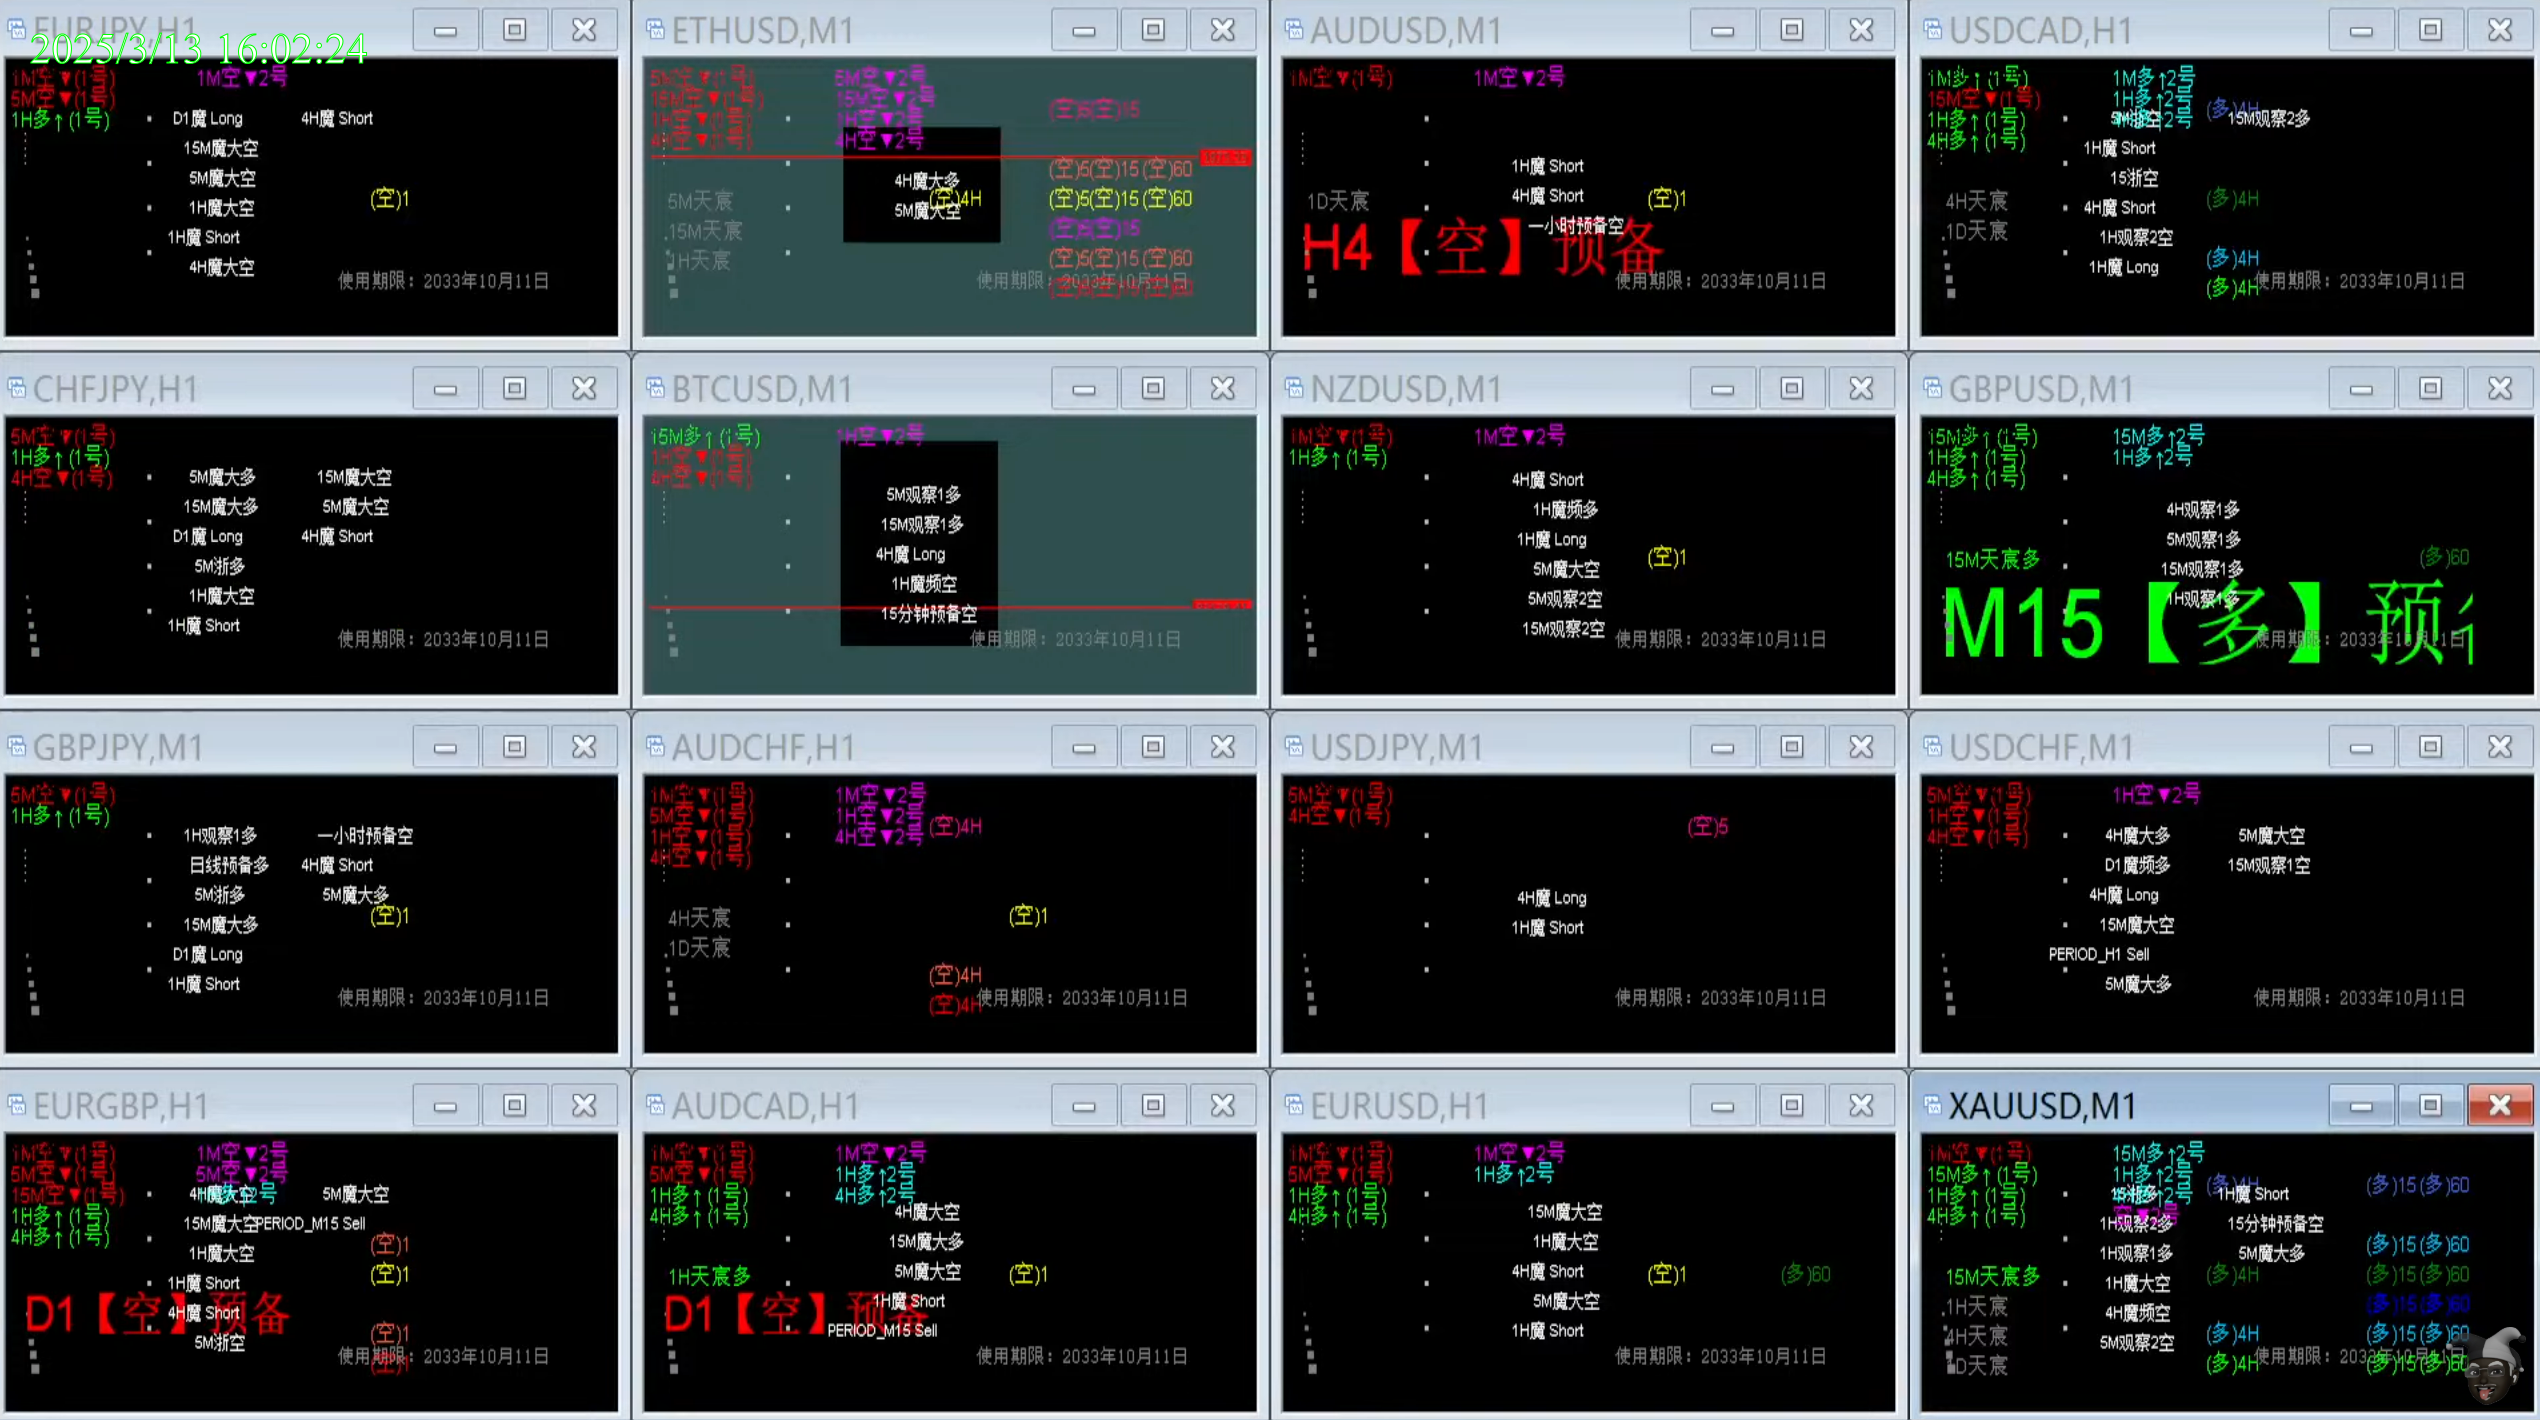 EURJPY,H1
2025/3/13 16:02:24
1M空▼(1号)
5M空▼(1号)
1H多↑(1号)
1M空▼2号
D1魔 Long
4H魔 Short
15M魔大空
5M魔大空
1H魔大空
(空)1
1H魔 Short
4H魔大空
使用期限：2033年10月11日
ETHUSD,M1
5M空▼(1号)
15M空▼(1号)
1H空▼(1号)
4H空▼(1号)
5M空▼2号
15M空▼2号
1H空▼2号
4H空▼2号
4H魔大多
(空)4H
5M魔大空
(空)5(空)15(空)60
(空)5(空)15(空)60
(空)5(空)15(空)60
5M天宸
15M天宸
1H天宸
使用期限：2033年10月11日
AUDUSD,M1
1M空▼(1号)
1M空▼2号
1H魔 Short
4H魔 Short
(空)1
一小时预备空
1D天宸
H4【空】预备
使用期限：2033年10月11日
USDCAD,H1
1M多↑(1号)
15M空▼(1号)
1H多↑(1号)
4H多↑(1号)
1M多↑2号
1H多↑2号
(多)4H
15M观察2多
1H魔 Short
15浙空
4H魔 Short
(多)4H
1H观察2空
1H魔 Long
(多)4H
(多)4H
4H天宸
1D天宸
使用期限：2033年10月11日
CHFJPY,H1
5M空▼(1号)
1H多↑(1号)
4H空▼(1号)
5M魔大多
15M魔大空
15M魔大多
5M魔大空
D1魔 Long
4H魔 Short
5M浙多
1H魔大空
1H魔 Short
使用期限：2033年10月11日
BTCUSD,M1
15M多↑(1号)
1H空▼(1号)
4H空▼(1号)
1H空▼2号
5M观察1多
15M观察1多
4H魔 Long
1H魔频空
15分钟预备空
使用期限：2033年10月11日
NZDUSD,M1
1M空▼(1号)
1H多↑(1号)
1M空▼2号
4H魔 Short
1H魔频多
1H魔 Long
(空)1
5M魔大空
5M观察2空
15M观察2空
使用期限：2033年10月11日
GBPUSD,M1
15M多↑(1号)
1H多↑(1号)
4H多↑(1号)
15M多↑2号
1H多↑2号
4H观察1多
5M观察1多
15M观察1多
1H观察1多
15M天宸多
(多)60
M15【多】预
使用期限：2033年10月11日
GBPJPY,M1
5M空▼(1号)
1H多↑(1号)
1H观察1多
一小时预备空
日线预备多
4H魔 Short
5M浙多
5M魔大多
(空)1
15M魔大多
D1魔 Long
1H魔 Short
使用期限：2033年10月11日
AUDCHF,H1
1M空▼(1号)
5M空▼(1号)
1H空▼(1号)
4H空▼(1号)
1M空▼2号
1H空▼2号
4H空▼2号
(空)4H
(空)1
4H天宸
1D天宸
(空)4H
(空)4H
使用期限：2033年10月11日
USDJPY,M1
5M空▼(1号)
4H空▼(1号)
(空)5
4H魔 Long
1H魔 Short
使用期限：2033年10月11日
USDCHF,M1
5M空▼(1号)
1H空▼(1号)
4H空▼(1号)
1H空▼2号
4H魔大多
5M魔大空
D1魔频多
15M观察1空
4H魔 Long
15M魔大空
PERIOD_H1 Sell
5M魔大多
使用期限：2033年10月11日
EURGBP,H1
1M空▼(1号)
5M空▼(1号)
15M空▼(1号)
1H多↑(1号)
4H多↑(1号)
1M空▼2号
5M空▼2号
4H魔大空
5M魔大空
15M魔大空
PERIOD_M15 Sell
1H魔大空
(空)1
(空)1
1H魔 Short
4H魔 Short
D1【空】预备
5M浙空
(空)1
(空)1
使用期限：2033年10月11日
AUDCAD,H1
1M空▼(1号)
5M空▼(1号)
1H多↑(1号)
4H多↑(1号)
1M空▼2号
1H多↑2号
4H多↑2号
4H魔大空
15M魔大多
5M魔大空
(空)1
1H天宸多
1H魔 Short
D1【空】预备
PERIOD_M15 Sell
使用期限：2033年10月11日
EURUSD,H1
1M空▼(1号)
5M空▼(1号)
1H多↑(1号)
4H多↑(1号)
1M空▼2号
1H多↑2号
15M魔大空
1H魔大空
4H魔 Short
(空)1
(多)60
5M魔大空
1H魔 Short
使用期限：2033年10月11日
XAUUSD,M1
1M空▼(1号)
15M多↑(1号)
1H多↑(1号)
4H多↑(1号)
15M多↑2号
1H多↑2号
(多)15(多)60
1H魔 Short
1H观察2多
15分钟预备空
1H观察1多
5M魔大多
(多)15(多)60
15M天宸多
1H魔大空
(多)4H
(多)15(多)60
1H天宸
4H魔频空
(多)15(多)60
4H天宸
5M观察2空
(多)4H
(多)15(多)60
1D天宸
(多)4H
(多)15(多)60